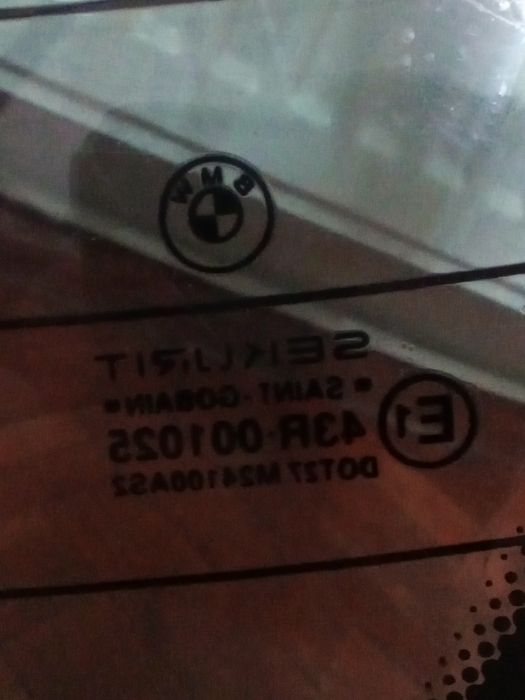 BMW
SEKURIT
• SAINT-GOBAIN •
E1
43R-001025
DOT27 M24100AS2